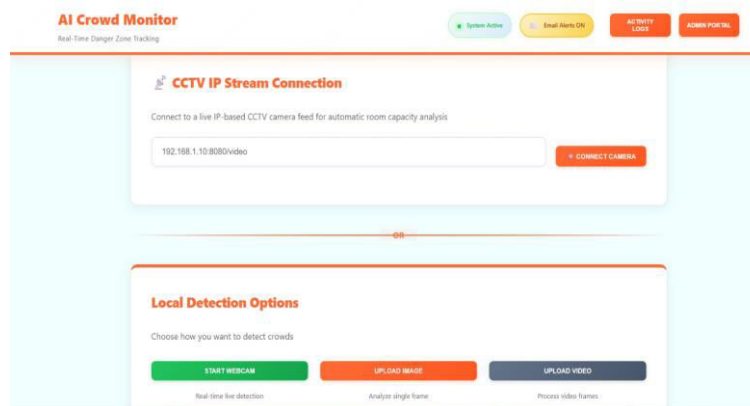 AI Crowd Monitor
Real-Time Danger Zone Tracking
System Active
Email Alerts ON
ACTIVITY
LOGS
ADMIN PORTAL
CCTV IP Stream Connection
Connect to a live IP-based CCTV camera feed for automatic room capacity analysis
192.168.1.10:8080/video
CONNECT CAMERA
OR
Local Detection Options
Choose how you want to detect crowds
START WEBCAM
UPLOAD IMAGE
UPLOAD VIDEO
Real-time live detection
Analyze single frame
Process video frames